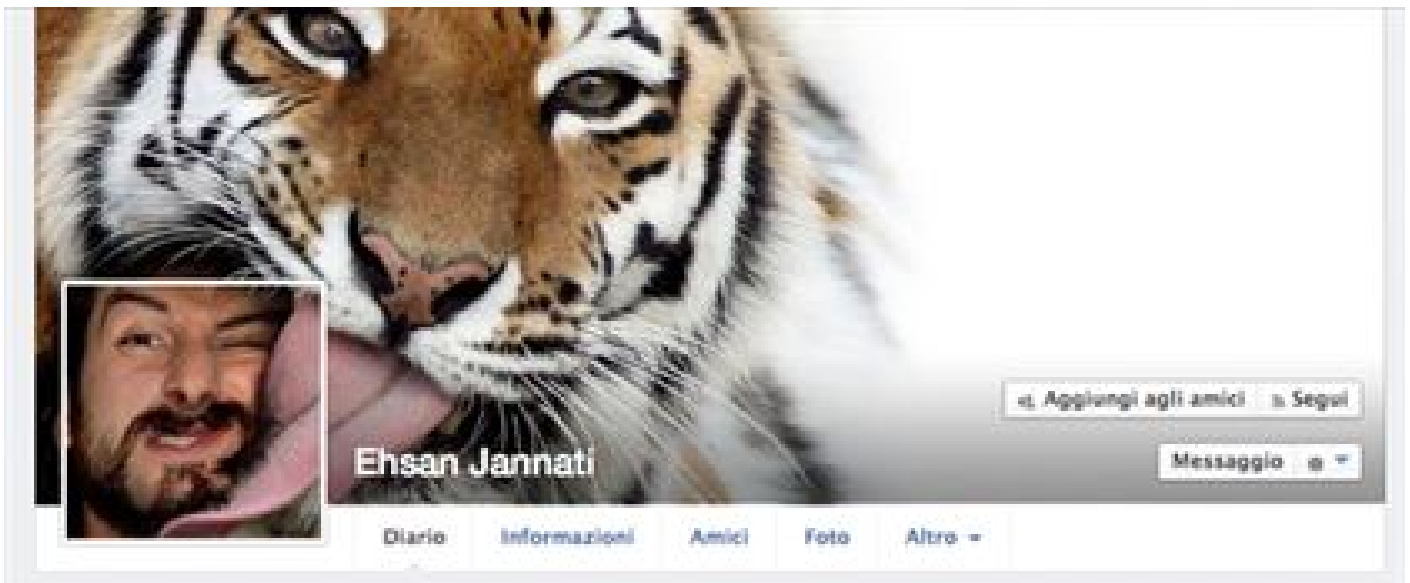 Aggiungi agli amici Segui
Ehsan Jannati
Messaggio
Diario Informazioni Amici Foto Altro